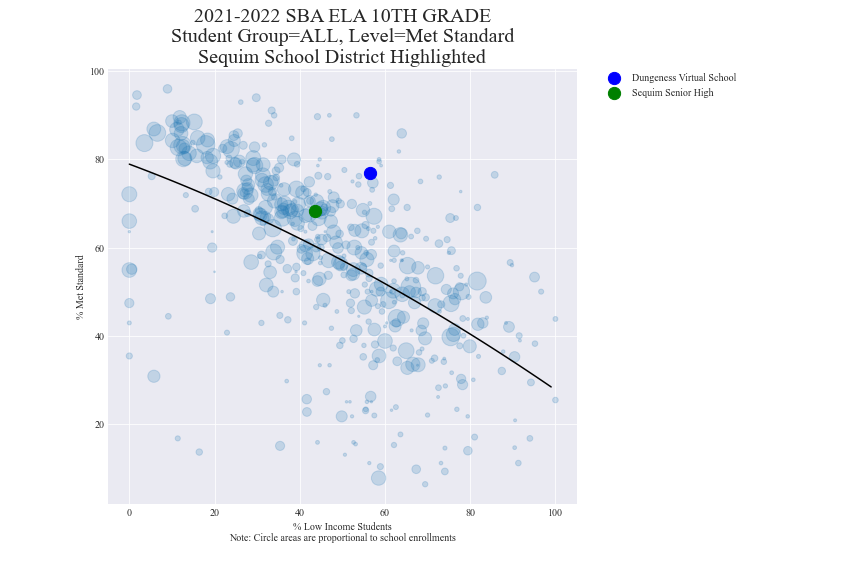 2021-2022 SBA ELA 10TH GRADE
Student Group=ALL, Level=Met Standard
Sequim School District Highlighted
Dungeness Virtual School
Sequim Senior High
100
80
60
40
20
% Met Standard
0 20 40 60 80 100
% Low Income Students
Note: Circle areas are proportional to school enrollments